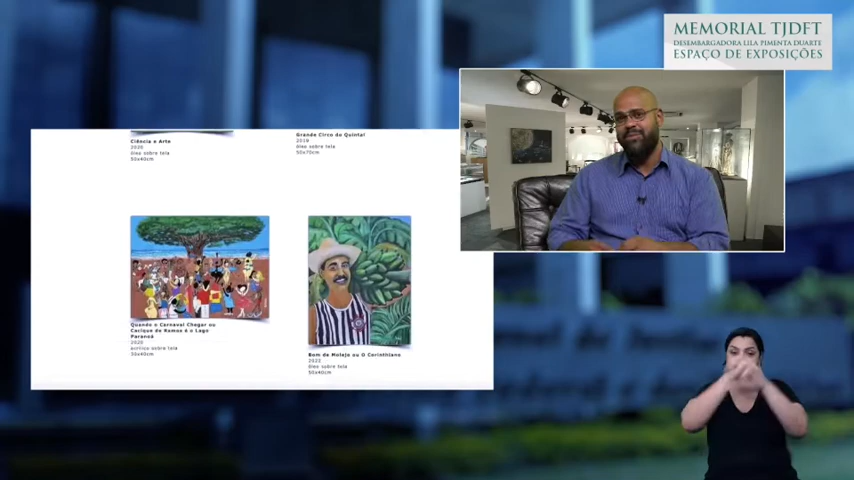 MEMORIAL TJDFT
DESEMBARGADORA LILA PIMENTA DUARTE
ESPAÇO DE EXPOSIÇÕES
Ciência e Arte
2020
óleo sobre tela
50x40cm
Grande Circo do Quintal
2019
óleo sobre tela
50x70cm
Quando o Carnaval Chegar ou
Cacique de Ramos é o Lago
Paranoá
2020
acrílico sobre tela
30x40cm
Bom de Molejo ou O Corinthiano
2022
óleo sobre tela
50x40cm